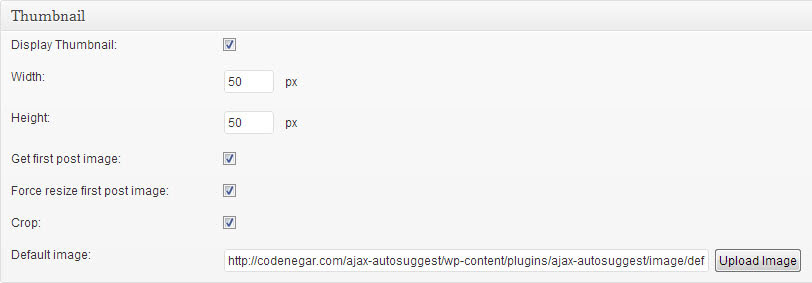 Thumbnail
Display Thumbnail:
Width: 50 px
Height: 50 px
Get first post image:
Force resize first post image:
Crop:
Default image: http://codenegar.com/ajax-autosuggest/wp-content/plugins/ajax-autosuggest/image/def Upload Image